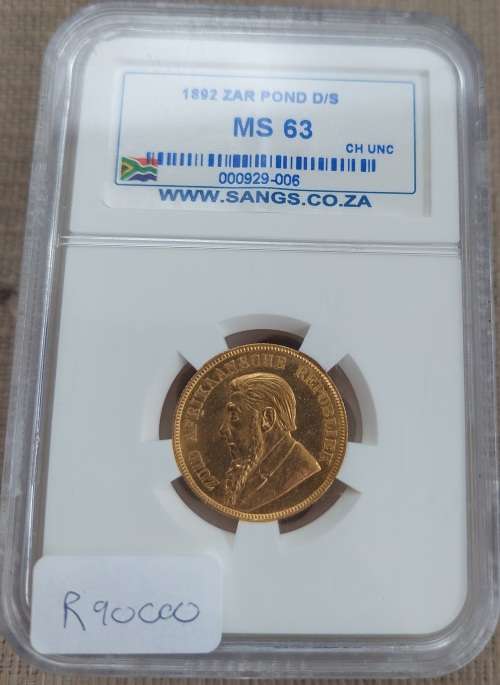 1892 ZAR POND D/S
MS 63
CH UNC
000929-006
WWW.SANGS.CO.ZA
ZUID AFRIKAANSCHE REPUBLIEK
R90000